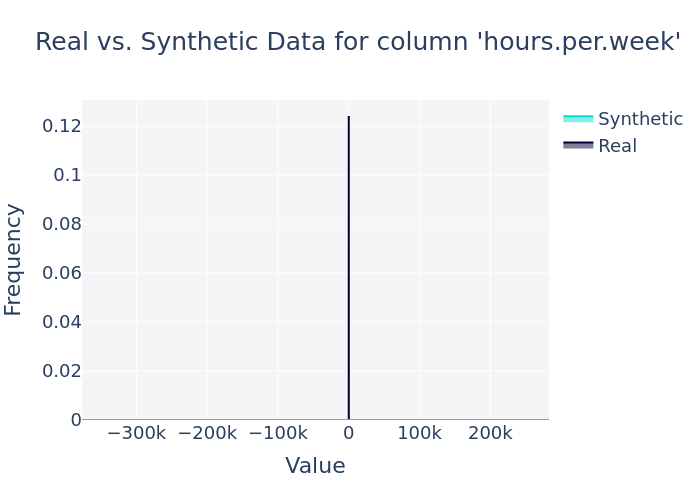 Real vs. Synthetic Data for column 'hours.per.week'
Synthetic
Real
Frequency
0.12
0.1
0.08
0.06
0.04
0.02
0
−300k −200k −100k 0 100k 200k
Value